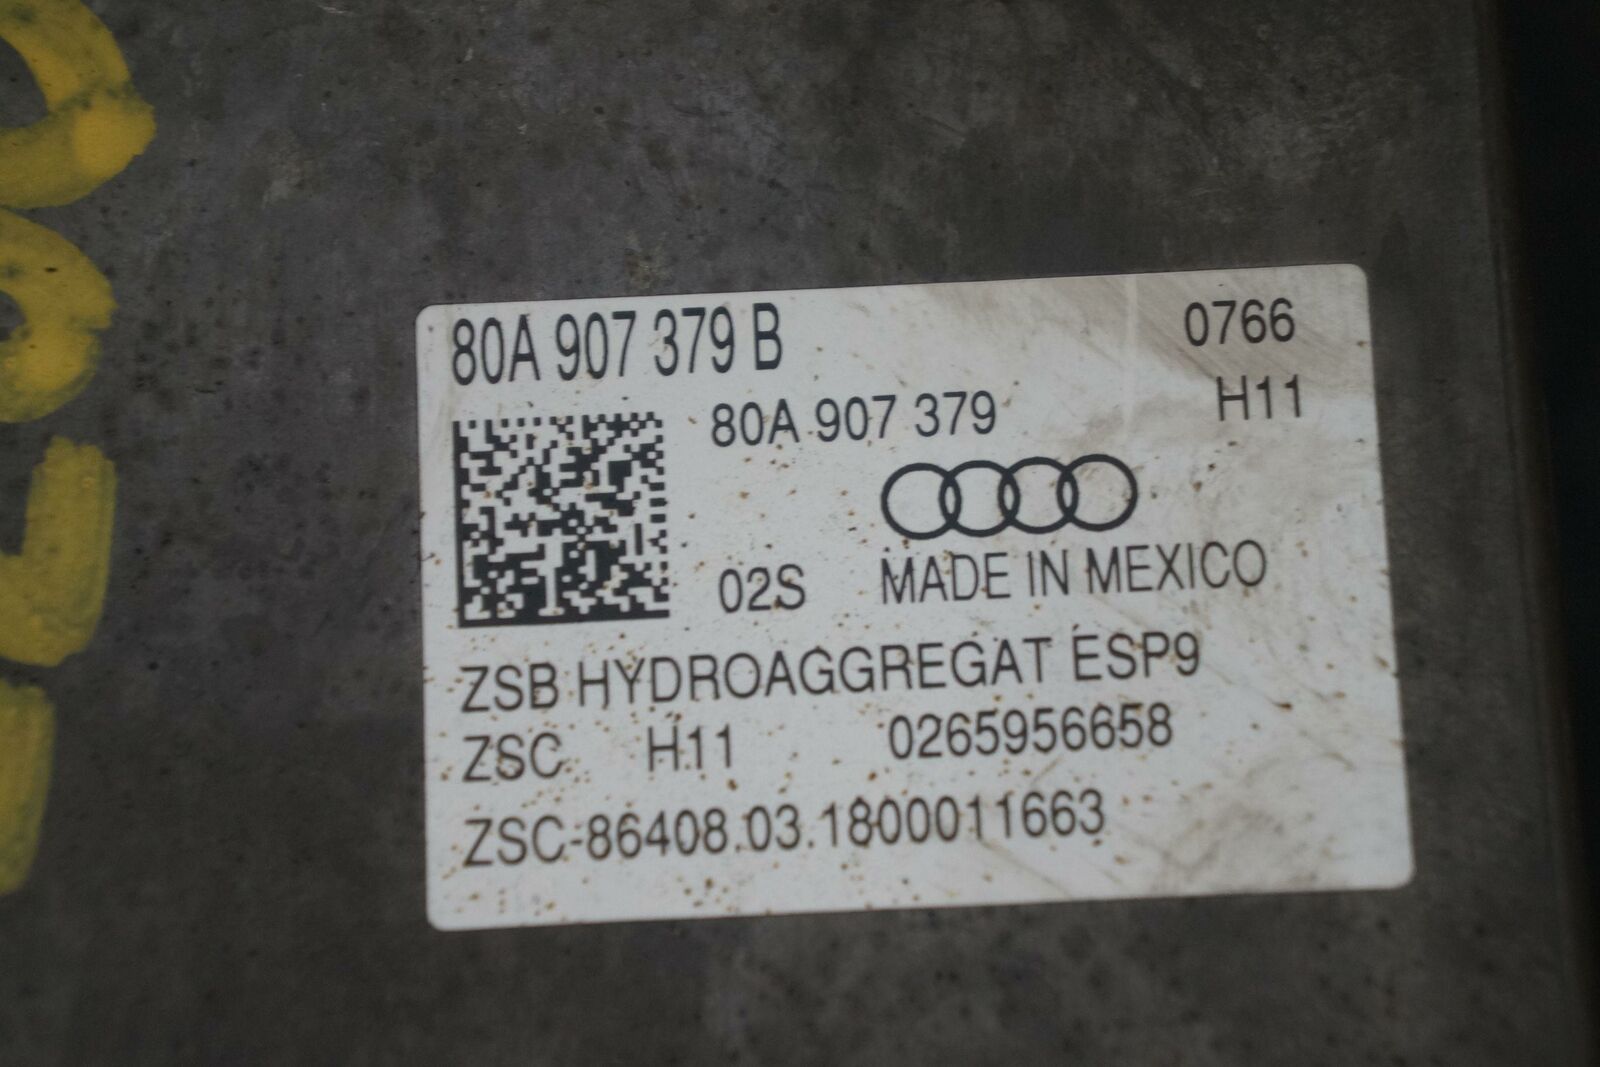 80A 907 379 B 0766
80A 907 379 H11
02S MADE IN MEXICO
ZSB HYDROAGGREGAT ESP9
ZSC H11 0265956658
ZSC-86408.03.1800011663